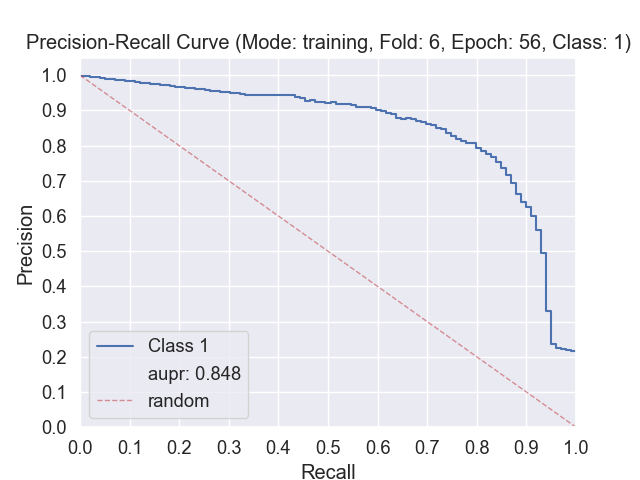 Precision-Recall Curve (Mode: training, Fold: 6, Epoch: 56, Class: 1)
1.0
0.9
0.8
0.7
0.6
0.5
0.4
0.3
0.2
0.1
0.0
Precision
Class 1
aupr: 0.848
random
0.0 0.1 0.2 0.3 0.4 0.5 0.6 0.7 0.8 0.9 1.0
Recall